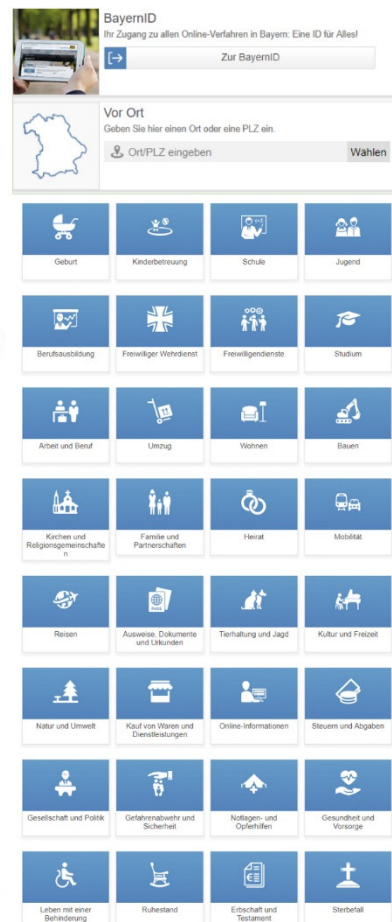 BayernID
Ihr Zugang zu allen Online-Verfahren in Bayern: Eine ID für Alles!
Zur BayernID
Vor Ort
Geben Sie hier einen Ort oder eine PLZ ein.
Ort/PLZ eingeben
Wählen
Geburt
Kinderbetreuung
Schule
Jugend
Berufsausbildung
Freiwilliger Wehrdienst
Freiwilligendienste
Studium
Arbeit und Beruf
Umzug
Wohnen
Bauen
Kirchen und
Religionsgemeinschafte
n
Familie und
Partnerschaften
Heirat
Mobilität
Reisen
Ausweise, Dokumente
und Urkunden
Tierhaltung und Jagd
Kultur und Freizeit
Natur und Umwelt
Kauf von Waren und
Dienstleistungen
Online-Informationen
Steuern und Abgaben
Gesellschaft und Politik
Gefahrenabwehr und
Sicherheit
Notlagen- und
Opferhilfen
Gesundheit und
Vorsorge
Leben mit einer
Behinderung
Ruhestand
Erbschaft und
Testament
Sterbefall